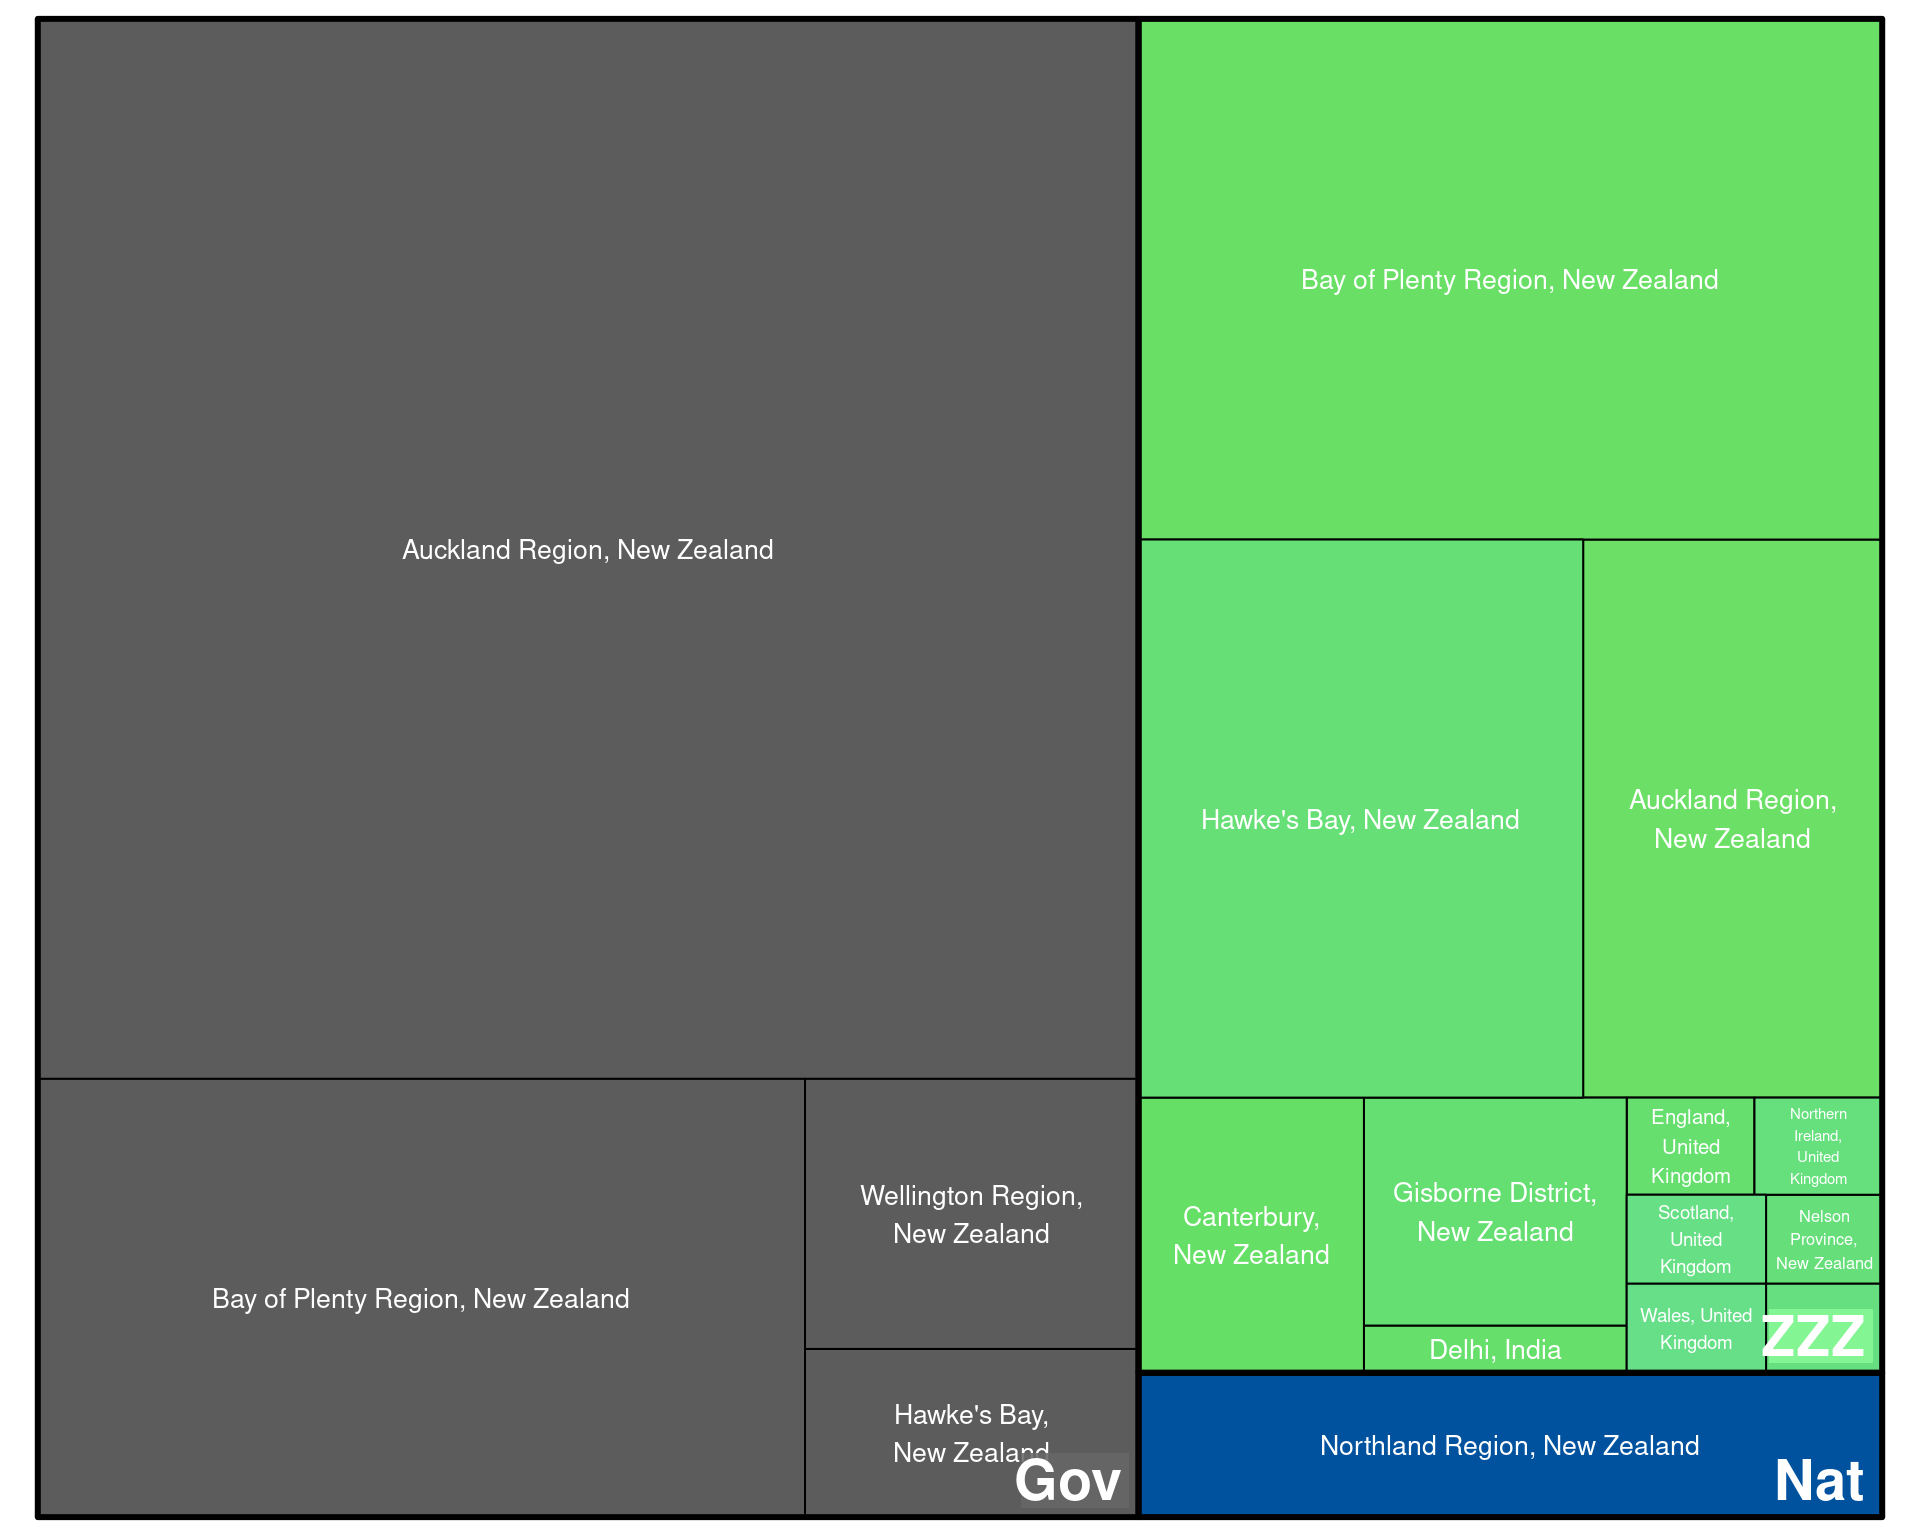 Auckland Region, New Zealand
Bay of Plenty Region, New Zealand
Wellington Region,
New Zealand
Hawke's Bay,
New Zealand
Gov
Bay of Plenty Region, New Zealand
Hawke's Bay, New Zealand
Auckland Region,
New Zealand
Canterbury,
New Zealand
Gisborne District,
New Zealand
Delhi, India
England,
United
Kingdom
Northern
Ireland,
United
Kingdom
Scotland,
United
Kingdom
Nelson
Province,
New Zealand
Wales, United
Kingdom
ZZZ
Northland Region, New Zealand
Nat